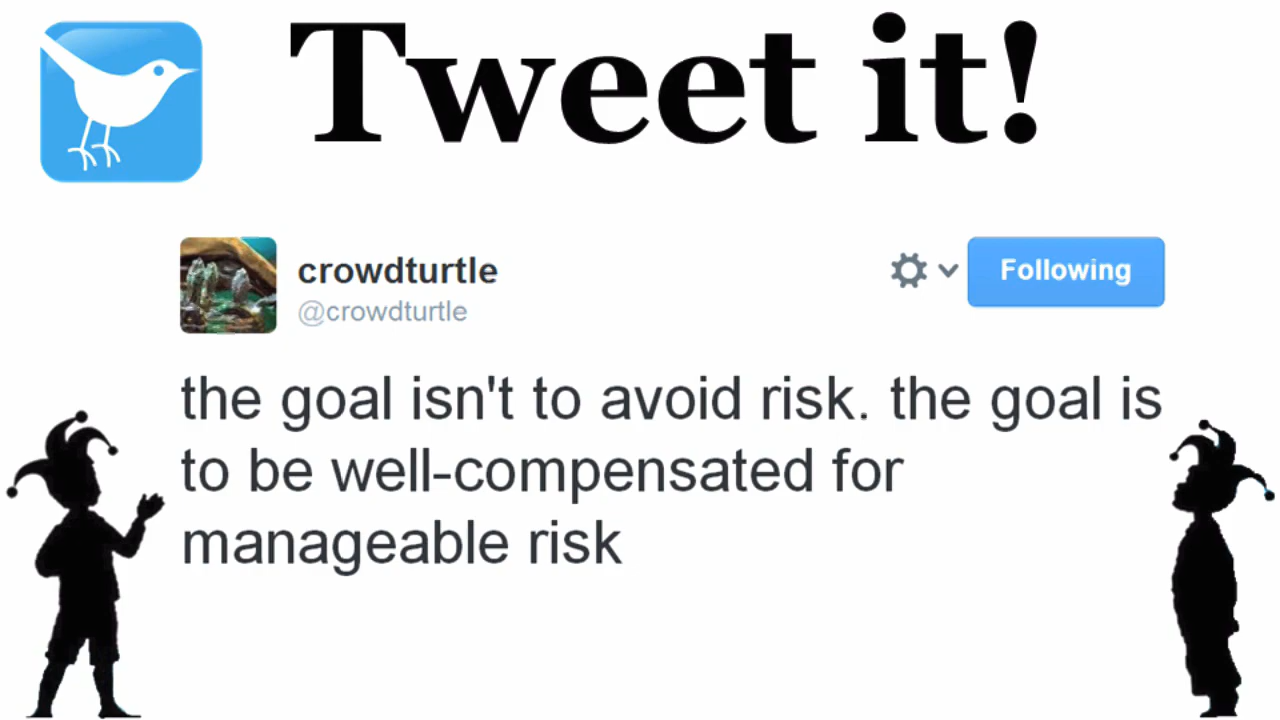 Tweet it!
crowdturtle
@crowdturtle
Following
the goal isn't to avoid risk. the goal is
to be well-compensated for
manageable risk